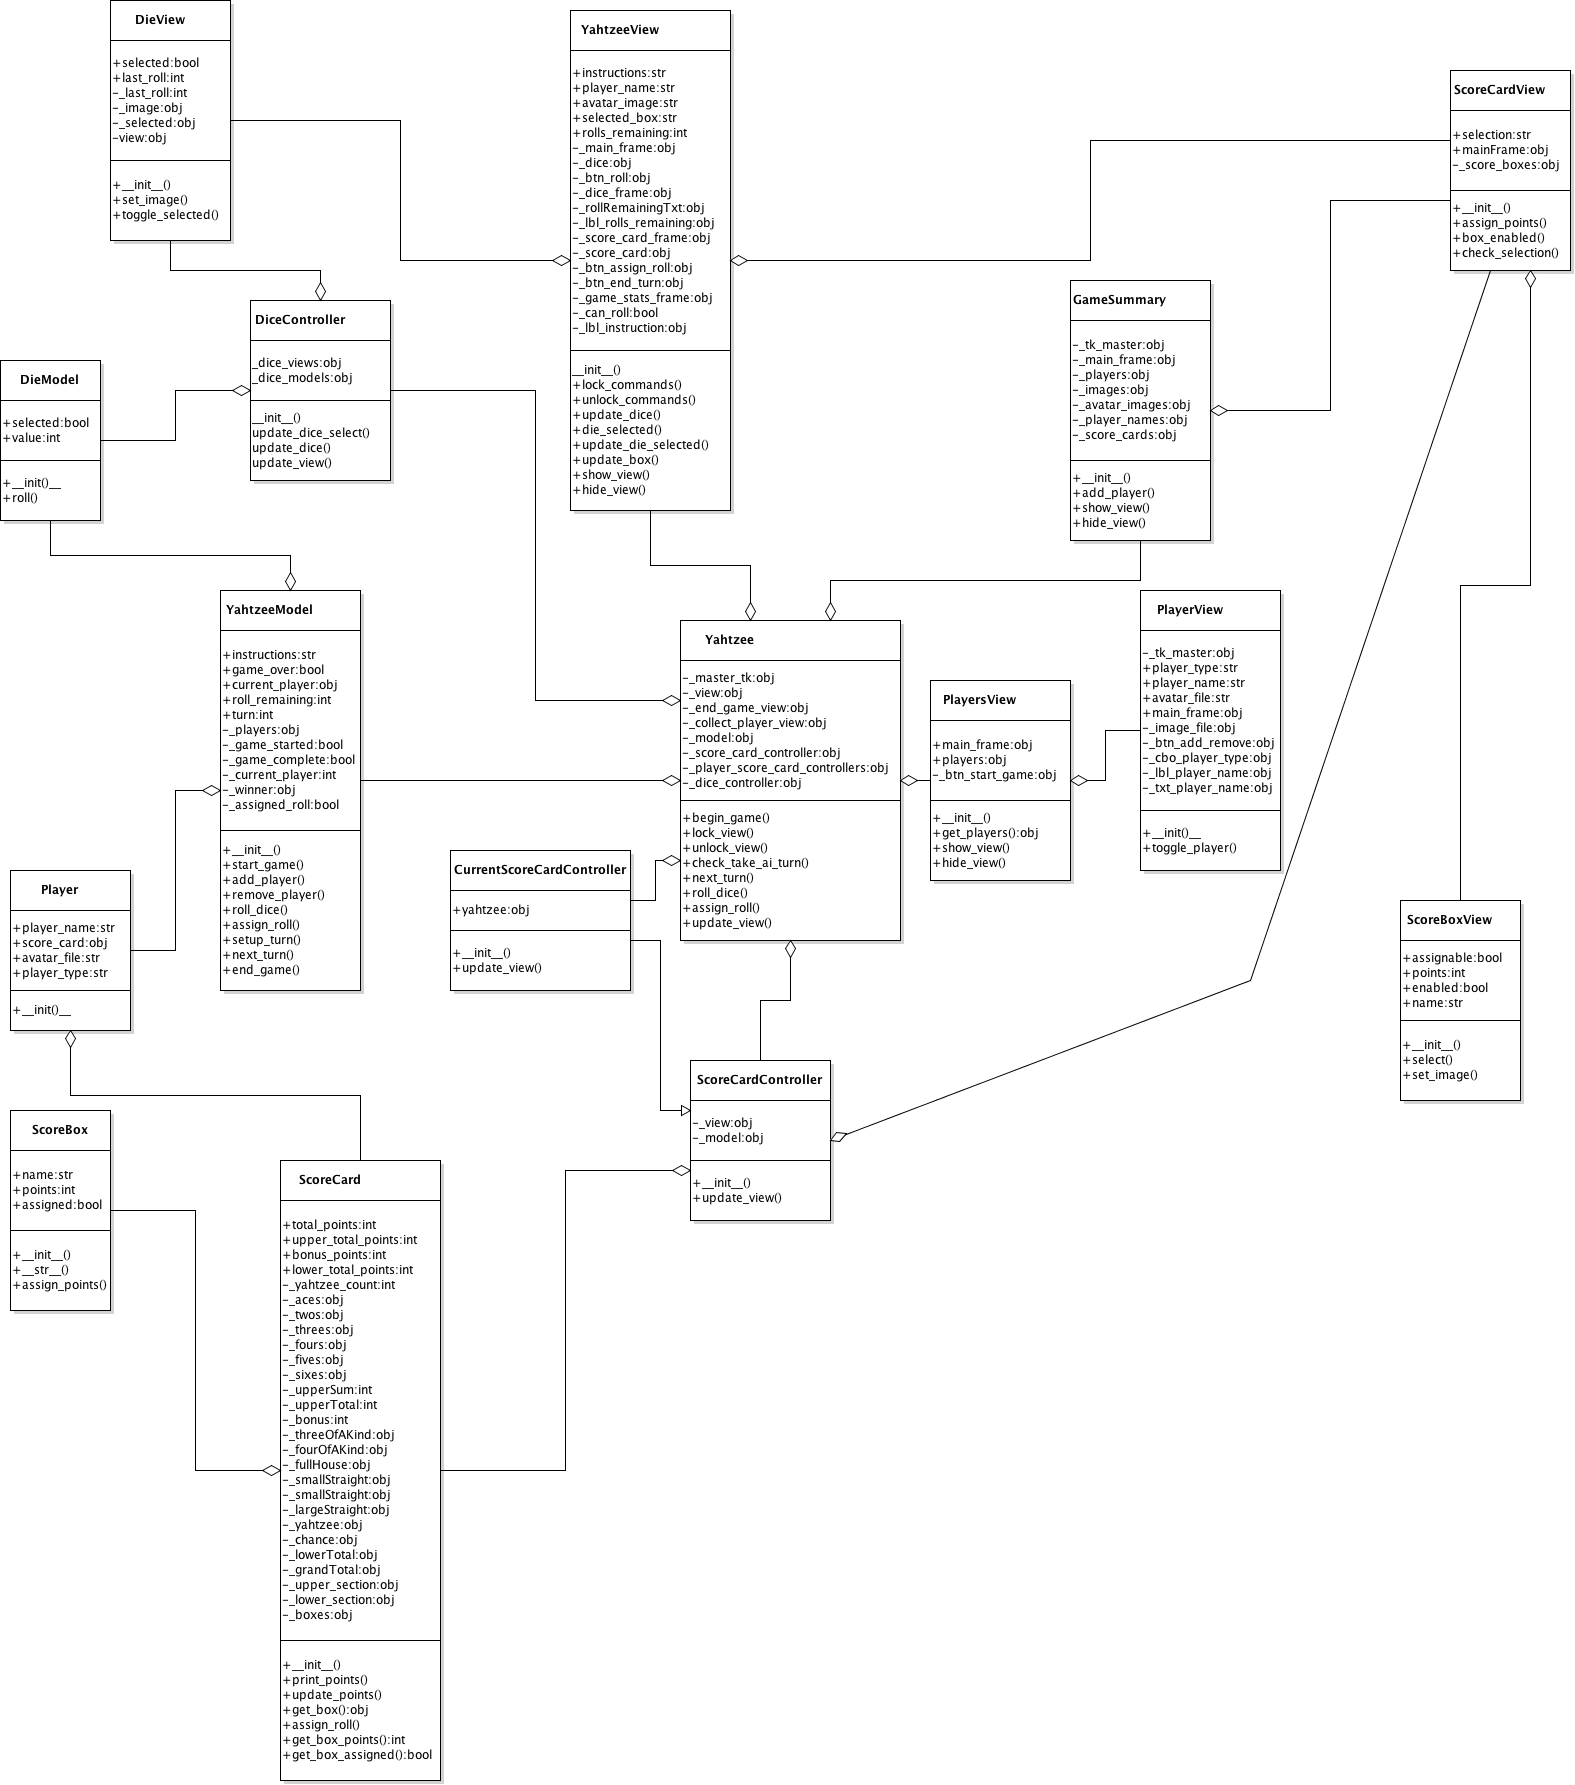 DieView
+selected:bool
+last_roll:int
-_last_roll:int
-_image:obj
-_selected:obj
-view:obj
+__init__()
+set_image()
+toggle_selected()
YahtzeeView
+instructions:str
+player_name:str
+avatar_image:str
+selected_box:str
+rolls_remaining:int
-_main_frame:obj
-_dice:obj
-_btn_roll:obj
-_dice_frame:obj
-_rollRemainingTxt:obj
-_lbl_rolls_remaining:obj
-_score_card_frame:obj
-_score_card:obj
-_btn_assign_roll:obj
-_btn_end_turn:obj
-_game_stats_frame:obj
-_can_roll:bool
-_lbl_instruction:obj
__init__()
+lock_commands()
+unlock_commands()
+update_dice()
+die_selected()
+update_die_selected()
+update_box()
+show_view()
+hide_view()
ScoreCardView
+selection:str
+mainFrame:obj
-_score_boxes:obj
+__init__()
+assign_points()
+box_enabled()
+check_selection()
GameSummary
-_tk_master:obj
-_main_frame:obj
-_players:obj
-_images:obj
-_avatar_images:obj
-_player_names:obj
-_score_cards:obj
+__init__()
+add_player()
+show_view()
+hide_view()
DiceController
_dice_views:obj
_dice_models:obj
__init__()
update_dice_select()
update_dice()
update_view()
DieModel
+selected:bool
+value:int
+__init()__
+roll()
YahtzeeModel
+instructions:str
+game_over:bool
+current_player:obj
+roll_remaining:int
+turn:int
-_players:obj
-_game_started:bool
-_game_complete:bool
-_current_player:int
-_winner:obj
-_assigned_roll:bool
+__init__()
+start_game()
+add_player()
+remove_player()
+roll_dice()
+assign_roll()
+setup_turn()
+next_turn()
+end_game()
Yahtzee
-_master_tk:obj
-_view:obj
-_end_game_view:obj
-_collect_player_view:obj
-_model:obj
-_score_card_controller:obj
-_player_score_card_controllers:obj
-_dice_controller:obj
+begin_game()
+lock_view()
+unlock_view()
+check_take_ai_turn()
+next_turn()
+roll_dice()
+assign_roll()
+update_view()
PlayersView
+main_frame:obj
+players:obj
-_btn_start_game:obj
+__init__()
+get_players():obj
+show_view()
+hide_view()
PlayerView
-_tk_master:obj
+player_type:str
+player_name:str
+avatar_file:str
+main_frame:obj
-_image_file:obj
-_btn_add_remove:obj
-_cbo_player_type:obj
-_lbl_player_name:obj
-_txt_player_name:obj
+__init()__
+toggle_player()
CurrentScoreCardController
+yahtzee:obj
+__init__()
+update_view()
Player
+player_name:str
+score_card:obj
+avatar_file:str
+player_type:str
+__init()__
ScoreBoxView
+assignable:bool
+points:int
+enabled:bool
+name:str
+__init__()
+select()
+set_image()
ScoreCardController
-_view:obj
-_model:obj
+__init__()
+update_view()
ScoreBox
+name:str
+points:int
+assigned:bool
+__init__()
+__str__()
+assign_points()
ScoreCard
+total_points:int
+upper_total_points:int
+bonus_points:int
+lower_total_points:int
-_yahtzee_count:int
-_aces:obj
-_twos:obj
-_threes:obj
-_fours:obj
-_fives:obj
-_sixes:obj
-_upperSum:int
-_upperTotal:int
-_bonus:int
-_threeOfAKind:obj
-_fourOfAKind:obj
-_fullHouse:obj
-_smallStraight:obj
-_smallStraight:obj
-_largeStraight:obj
-_yahtzee:obj
-_chance:obj
-_lowerTotal:obj
-_grandTotal:obj
-_upper_section:obj
-_lower_section:obj
-_boxes:obj
+__init__()
+print_points()
+update_points()
+get_box():obj
+assign_roll()
+get_box_points():int
+get_box_assigned():bool